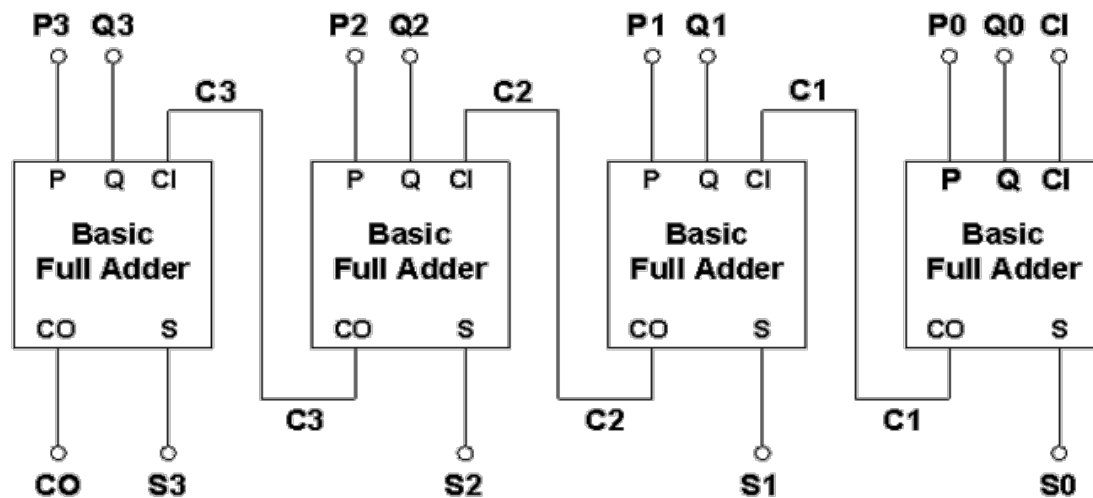 P3 Q3 P2 Q2 P1 Q1 P0 Q0 CI
C3 C2 C1
P Q CI P Q CI P Q CI P Q CI
Basic Basic Basic Basic
Full Adder Full Adder Full Adder Full Adder
CO S CO S CO S CO S
C3 C2 C1
CO S3 S2 S1 S0